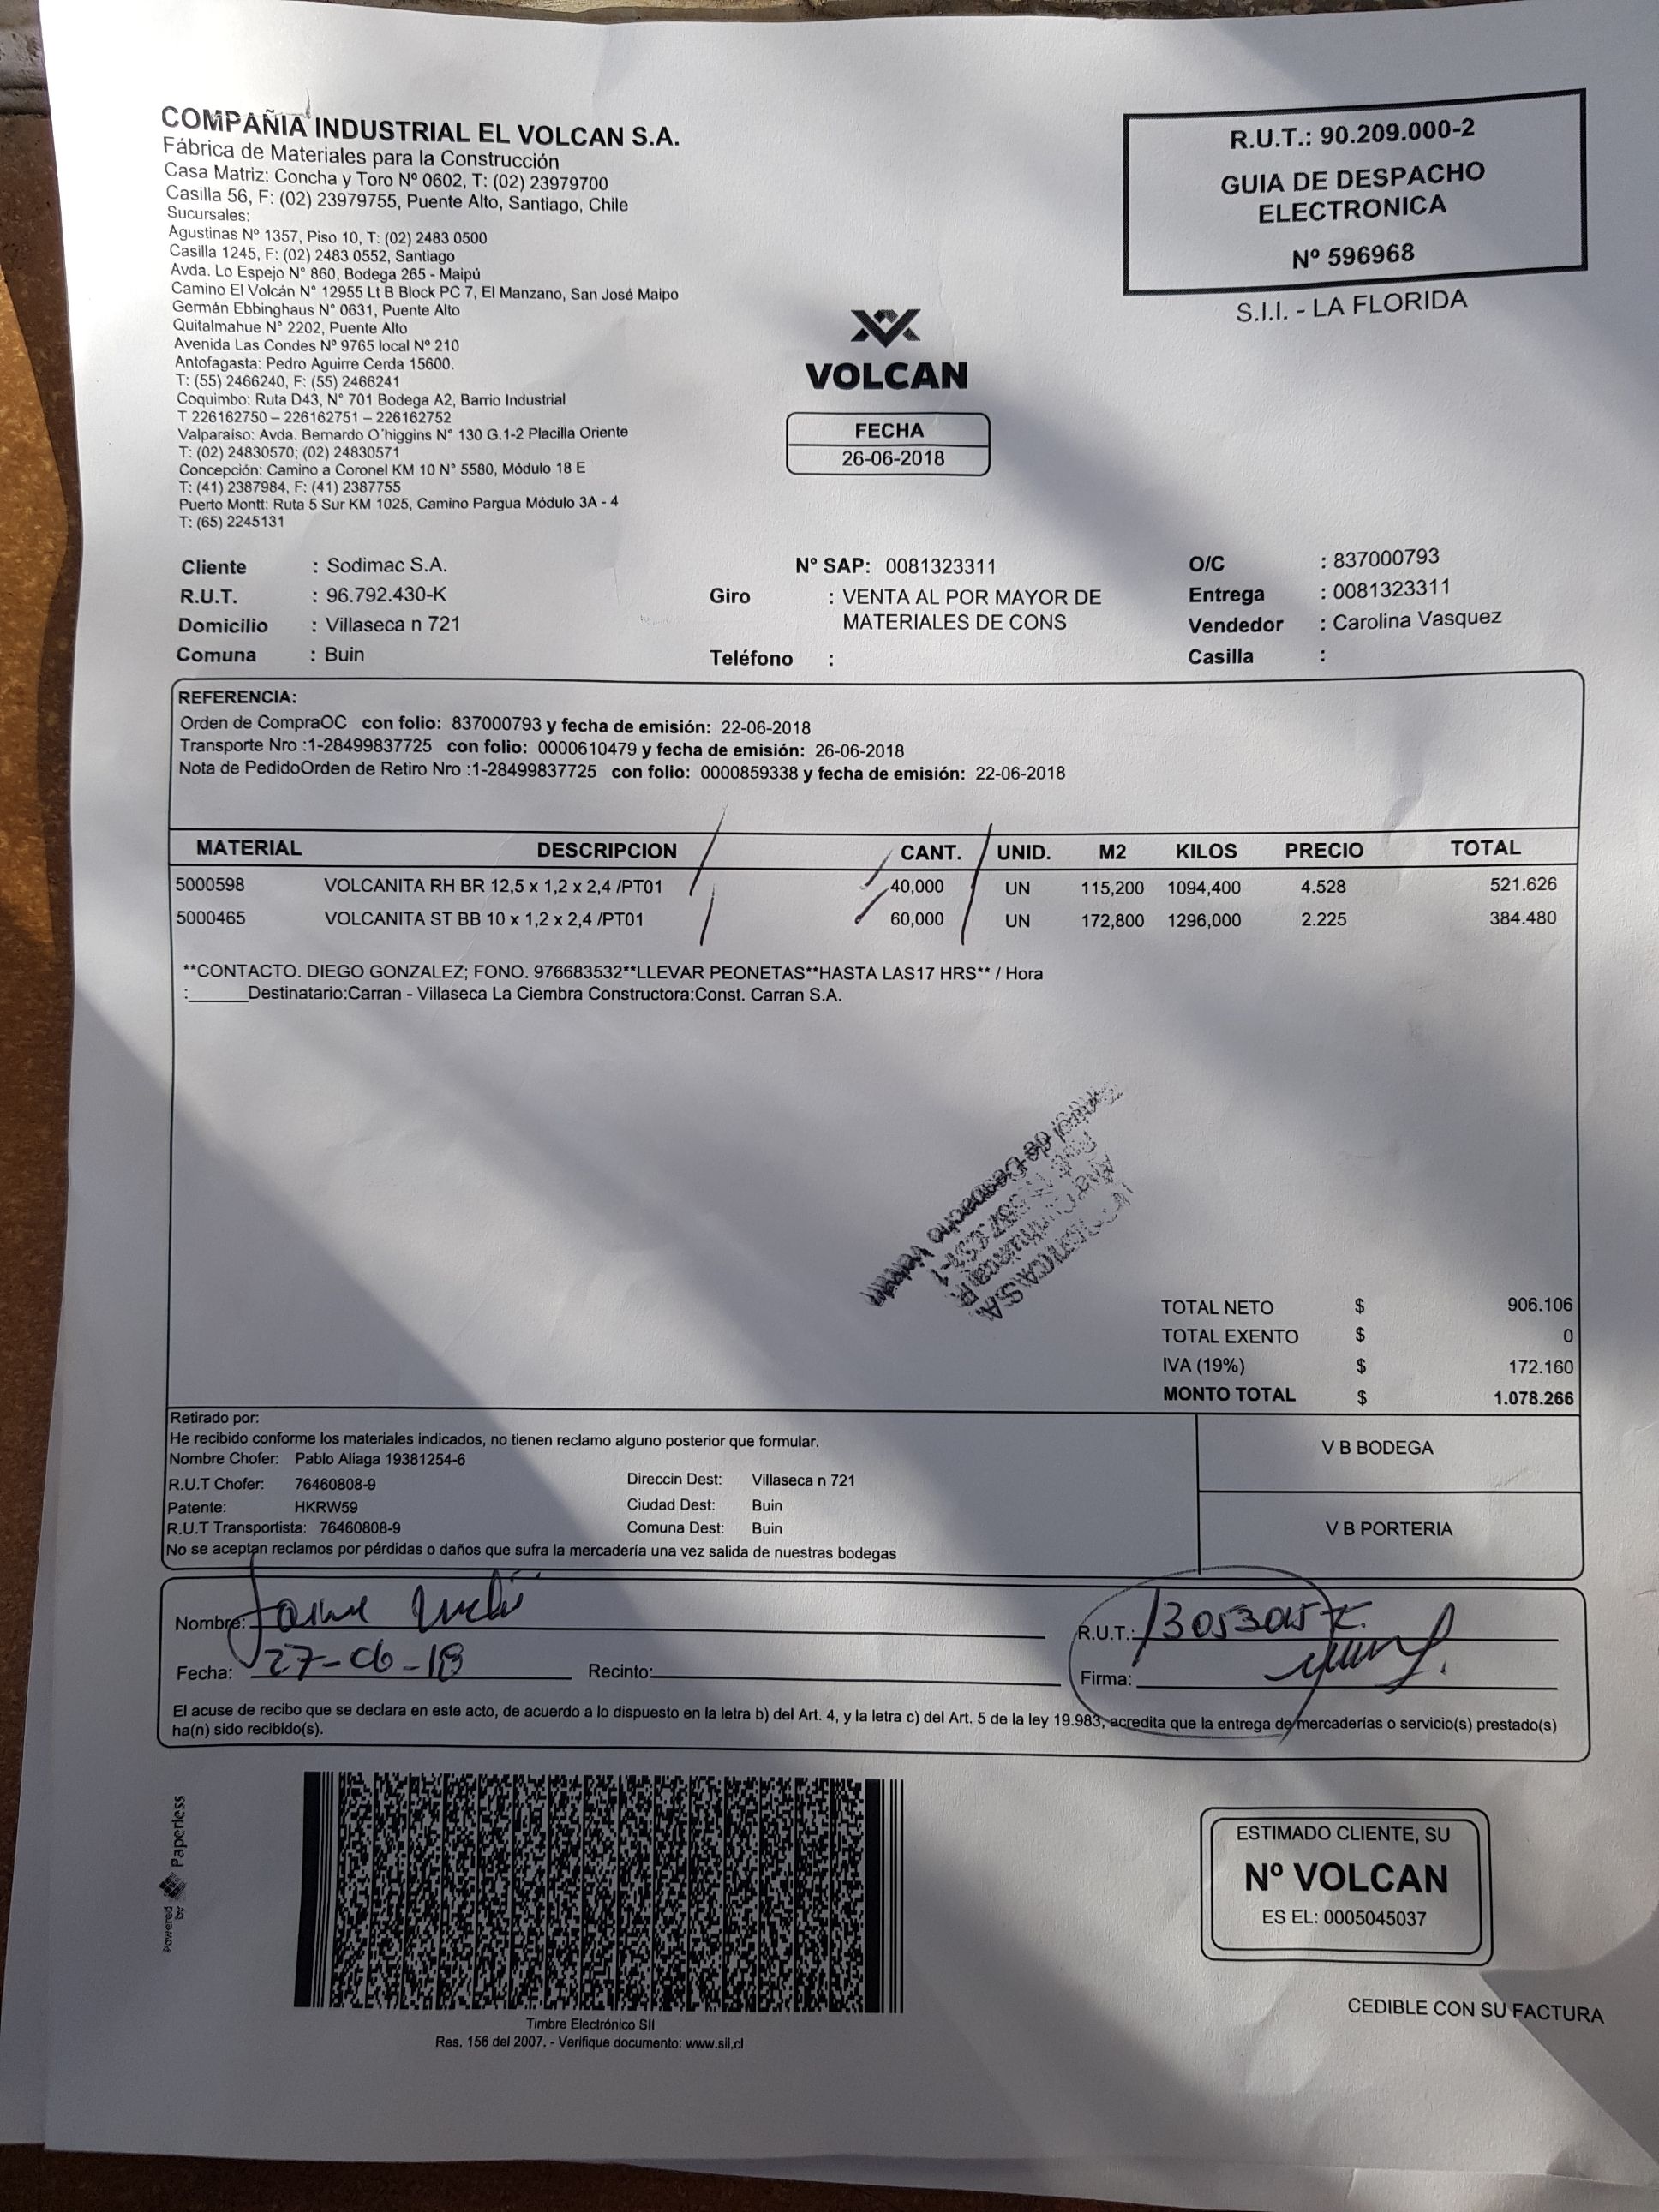 COMPAÑIA INDUSTRIAL EL VOLCAN S.A.
Fábrica de Materiales para la Construcción
Casa Matriz: Concha y Toro Nº 0602, T: (02) 23979700
Casilla 56, F: (02) 23979755, Puente Alto, Santiago, Chile
Sucursales:
Agustinas Nº 1357, Piso 10, T: (02) 2483 0500
Casilla 1245, F: (02) 2483 0552, Santiago
Avda. Lo Espejo N° 860, Bodega 265 - Maipú
Camino El Volcán N° 12955 Lt B Block PC 7, El Manzano, San José Maipo
Germán Ebbinghaus N° 0631, Puente Alto
Quitalmahue N° 2202, Puente Alto
Avenida Las Condes Nº 9765 local Nº 210
Antofagasta: Pedro Aguirre Cerda 15600.
T: (55) 2466240, F: (55) 2466241
Coquimbo: Ruta D43, N° 701 Bodega A2, Barrio Industrial
T 226162750 – 226162751 – 226162752
Valparaiso: Avda. Bernardo O´higgins N° 130 G.1-2 Placilla Oriente
T: (02) 24830570; (02) 24830571
Concepción: Camino a Coronel KM 10 N° 5580, Módulo 18 E
T: (41) 2387984, F: (41) 2387755
Puerto Montt: Ruta 5 Sur KM 1025, Camino Pargua Módulo 3A - 4
T: (65) 2245131
R.U.T.: 90.209.000-2
GUIA DE DESPACHO
ELECTRONICA
Nº 596968
S.I.I. - LA FLORIDA
VOLCAN
FECHA
26-06-2018
Cliente : Sodimac S.A. N° SAP: 0081323311 O/C : 837000793
R.U.T. : 96.792.430-K Giro : VENTA AL POR MAYOR DE Entrega : 0081323311
Domicilio : Villaseca n 721 MATERIALES DE CONS Vendedor : Carolina Vasquez
Comuna : Buin Teléfono : Casilla :
REFERENCIA:
Orden de CompraOC con folio: 837000793 y fecha de emisión: 22-06-2018
Transporte Nro :1-28499837725 con folio: 0000610479 y fecha de emisión: 26-06-2018
Nota de PedidoOrden de Retiro Nro :1-28499837725 con folio: 0000859338 y fecha de emisión: 22-06-2018
MATERIAL DESCRIPCION CANT. UNID. M2 KILOS PRECIO TOTAL
5000598 VOLCANITA RH BR 12,5 x 1,2 x 2,4 /PT01 40,000 UN 115,200 1094,400 4.528 521.626
5000465 VOLCANITA ST BB 10 x 1,2 x 2,4 /PT01 60,000 UN 172,800 1296,000 2.225 384.480
**CONTACTO. DIEGO GONZALEZ; FONO. 976683532**LLEVAR PEONETAS**HASTA LAS17 HRS** / Hora
:______Destinatario:Carran - Villaseca La Ciembra Constructora:Const. Carran S.A.
TOTAL NETO $ 906.106
TOTAL EXENTO $ 0
IVA (19%) $ 172.160
MONTO TOTAL $ 1.078.266
Retirado por:
He recibido conforme los materiales indicados, no tienen reclamo alguno posterior que formular.
Nombre Chofer: Pablo Aliaga 19381254-6
R.U.T Chofer: 76460808-9 Direccin Dest: Villaseca n 721
Patente: HKRW59 Ciudad Dest: Buin
R.U.T Transportista: 76460808-9 Comuna Dest: Buin
No se aceptan reclamos por pérdidas o daños que sufra la mercadería una vez salida de nuestras bodegas
V B BODEGA
V B PORTERIA
Nombre: R.U.T.:
Fecha: 27-06-18 Recinto: Firma:
El acuse de recibo que se declara en este acto, de acuerdo a lo dispuesto en la letra b) del Art. 4, y la letra c) del Art. 5 de la ley 19.983, acredita que la entrega de mercaderías o servicio(s) prestado(s)
ha(n) sido recibido(s).
Powered by Paperless
Timbre Electrónico SII
Res. 156 del 2007. - Verifique documento: www.sii.cl
ESTIMADO CLIENTE, SU
Nº VOLCAN
ES EL: 0005045037
CEDIBLE CON SU FACTURA